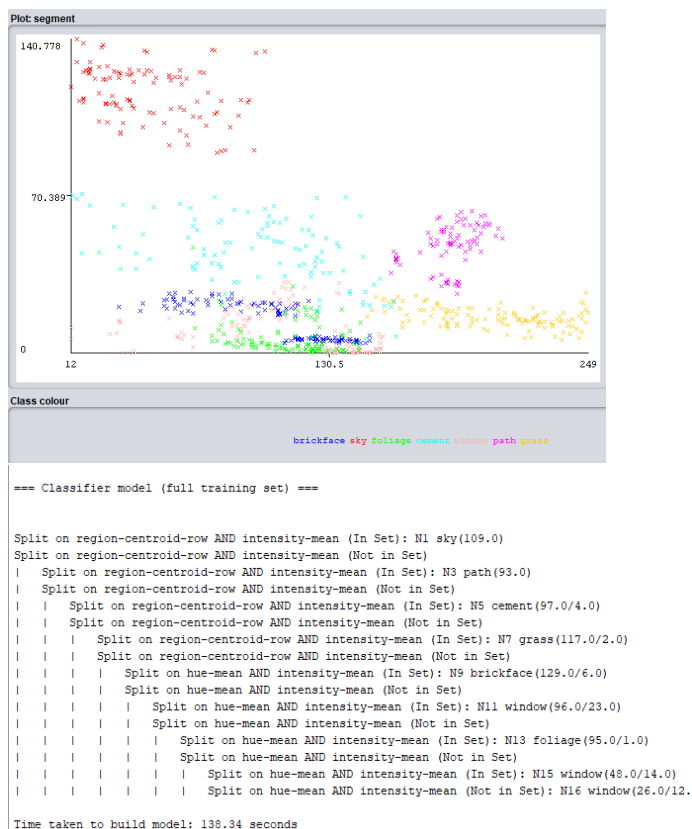 Plot: segment
140.778
70.389
0
12 130.5 249
Class colour
brickface sky foliage cement window path grass
=== Classifier model (full training set) ===
Split on region-centroid-row AND intensity-mean (In Set): N1 sky(109.0)
Split on region-centroid-row AND intensity-mean (Not in Set)
| Split on region-centroid-row AND intensity-mean (In Set): N3 path(93.0)
| Split on region-centroid-row AND intensity-mean (Not in Set)
| | Split on region-centroid-row AND intensity-mean (In Set): N5 cement(97.0/4.0)
| | Split on region-centroid-row AND intensity-mean (Not in Set)
| | | Split on region-centroid-row AND intensity-mean (In Set): N7 grass(117.0/2.0)
| | | Split on region-centroid-row AND intensity-mean (Not in Set)
| | | | Split on hue-mean AND intensity-mean (In Set): N9 brickface(129.0/6.0)
| | | | Split on hue-mean AND intensity-mean (Not in Set)
| | | | | Split on hue-mean AND intensity-mean (In Set): N11 window(96.0/23.0)
| | | | | Split on hue-mean AND intensity-mean (Not in Set)
| | | | | | Split on hue-mean AND intensity-mean (In Set): N13 foliage(95.0/1.0)
| | | | | | Split on hue-mean AND intensity-mean (Not in Set)
| | | | | | | Split on hue-mean AND intensity-mean (In Set): N15 window(48.0/14.0)
| | | | | | | Split on hue-mean AND intensity-mean (Not in Set): N16 window(26.0/12.
Time taken to build model: 138.34 seconds